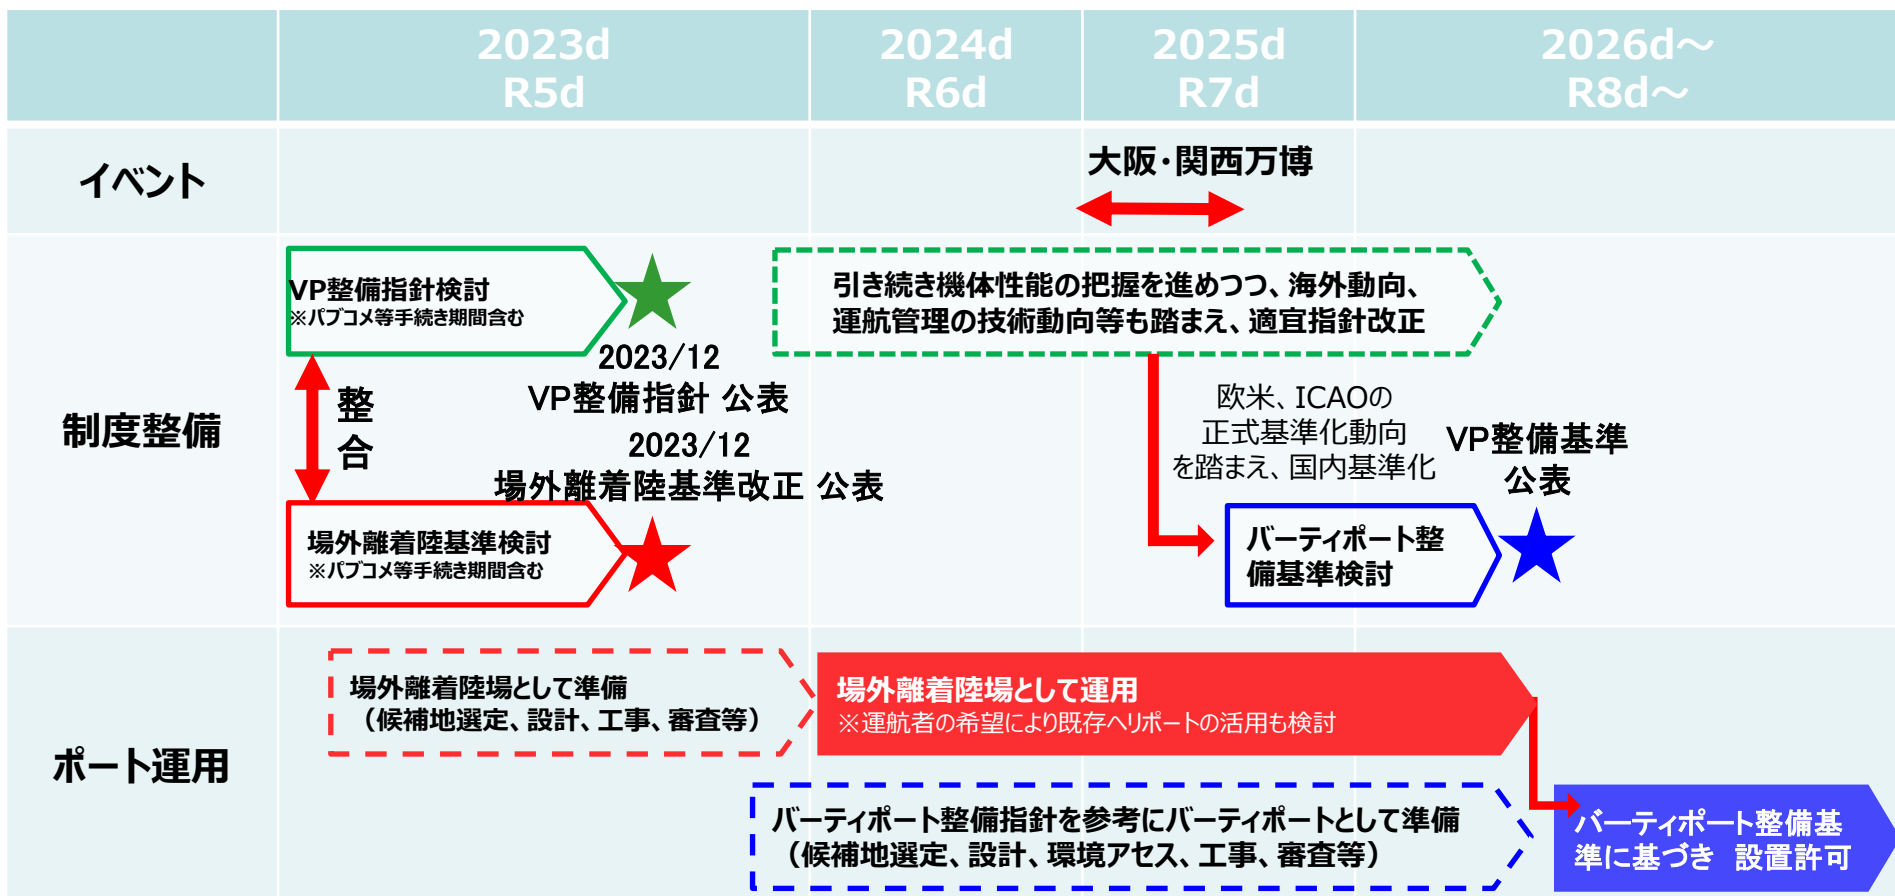 2023d
R5d
2024d
R6d
2025d
R7d
2026d～
R8d～
イベント
大阪・関西万博
制度整備
VP整備指針検討
※パブコメ等手続き期間含む
2023/12
VP整備指針 公表
引き続き機体性能の把握を進めつつ、海外動向、
運航管理の技術動向等も踏まえ、適宜指針改正
整
合
2023/12
場外離着陸基準改正 公表
場外離着陸基準検討
※パブコメ等手続き期間含む
欧米、ICAOの
正式基準化動向
を踏まえ、国内基準化
VP整備基準
公表
バーティポート整
備基準検討
ポート運用
場外離着陸場として準備
（候補地選定、設計、工事、審査等）
場外離着陸場として運用
※運航者の希望により既存ヘリポートの活用も検討
バーティポート整備指針を参考にバーティポートとして準備
（候補地選定、設計、環境アセス、工事、審査等）
バーティポート整備基
準に基づき　設置許可